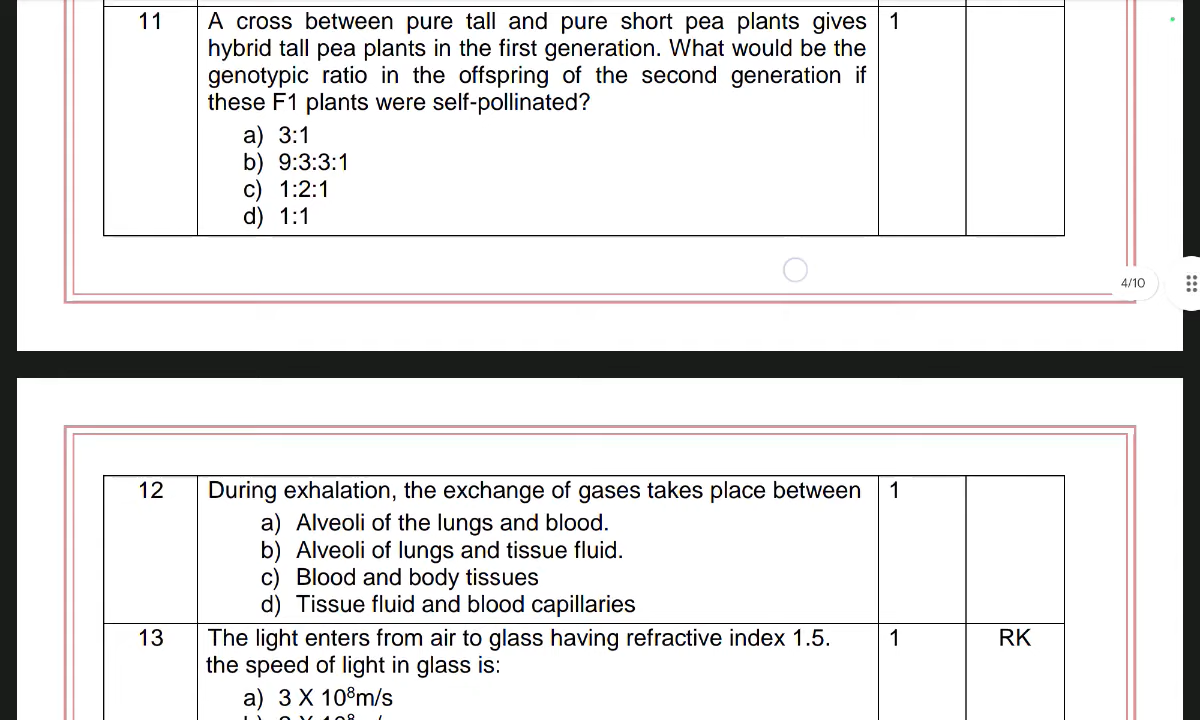 11 A cross between pure tall and pure short pea plants gives 1
hybrid tall pea plants in the first generation. What would be the
genotypic ratio in the offspring of the second generation if
these F1 plants were self-pollinated?
a) 3:1
b) 9:3:3:1
c) 1:2:1
d) 1:1
4/10
12 During exhalation, the exchange of gases takes place between 1
a) Alveoli of the lungs and blood.
b) Alveoli of lungs and tissue fluid.
c) Blood and body tissues
d) Tissue fluid and blood capillaries
13 The light enters from air to glass having refractive index 1.5. 1 RK
the speed of light in glass is:
a) 3 X 10⁸m/s